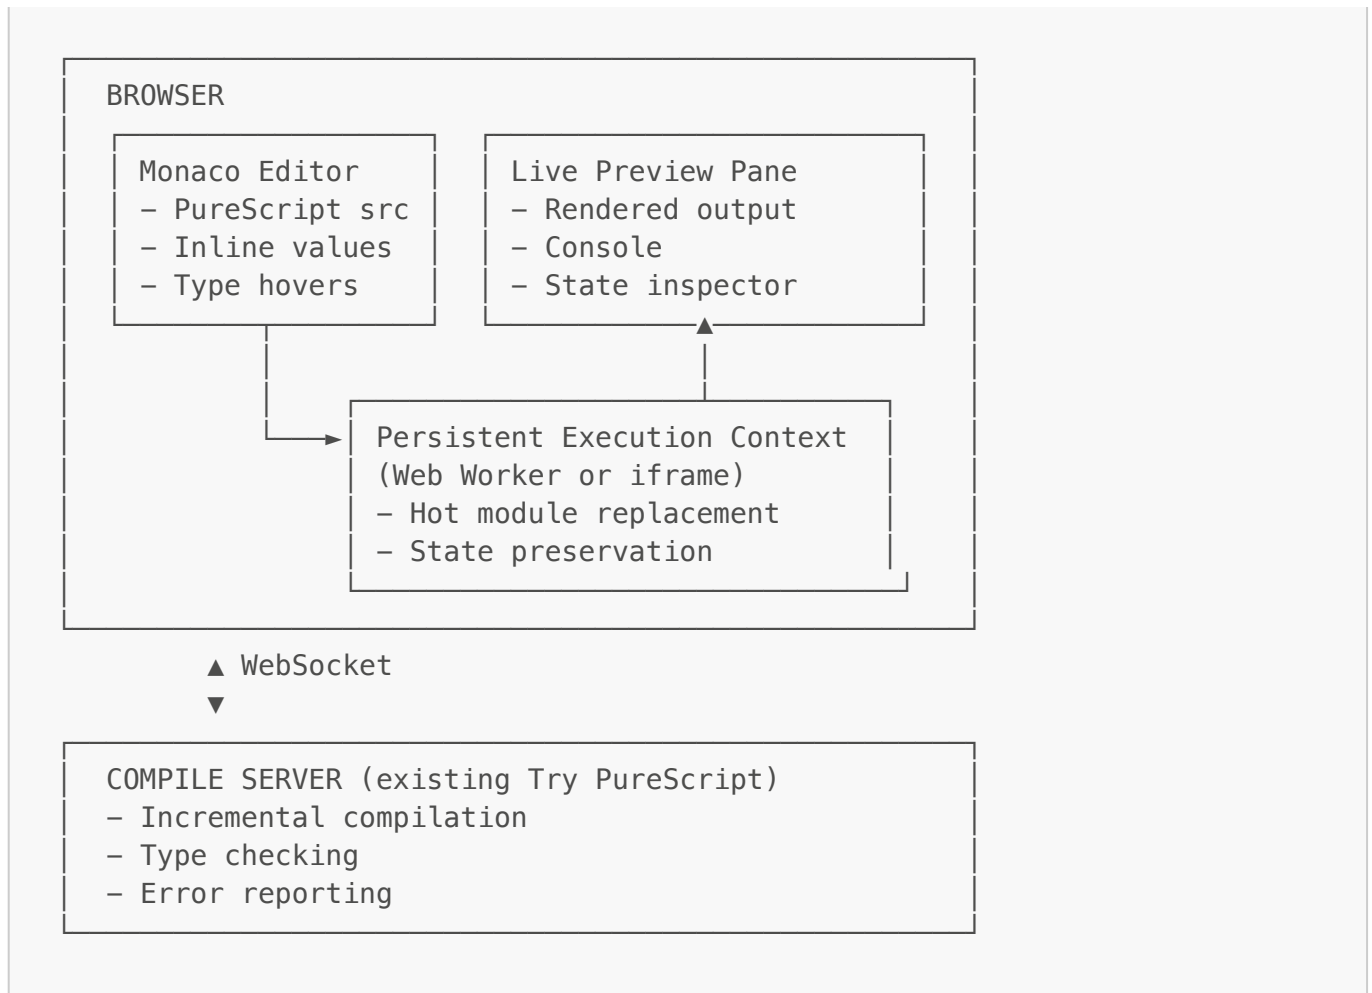 BROWSER
Monaco Editor
– PureScript src
– Inline values
– Type hovers
Live Preview Pane
– Rendered output
– Console
– State inspector
Persistent Execution Context
(Web Worker or iframe)
– Hot module replacement
– State preservation
▲ WebSocket
▼
COMPILE SERVER (existing Try PureScript)
– Incremental compilation
– Type checking
– Error reporting